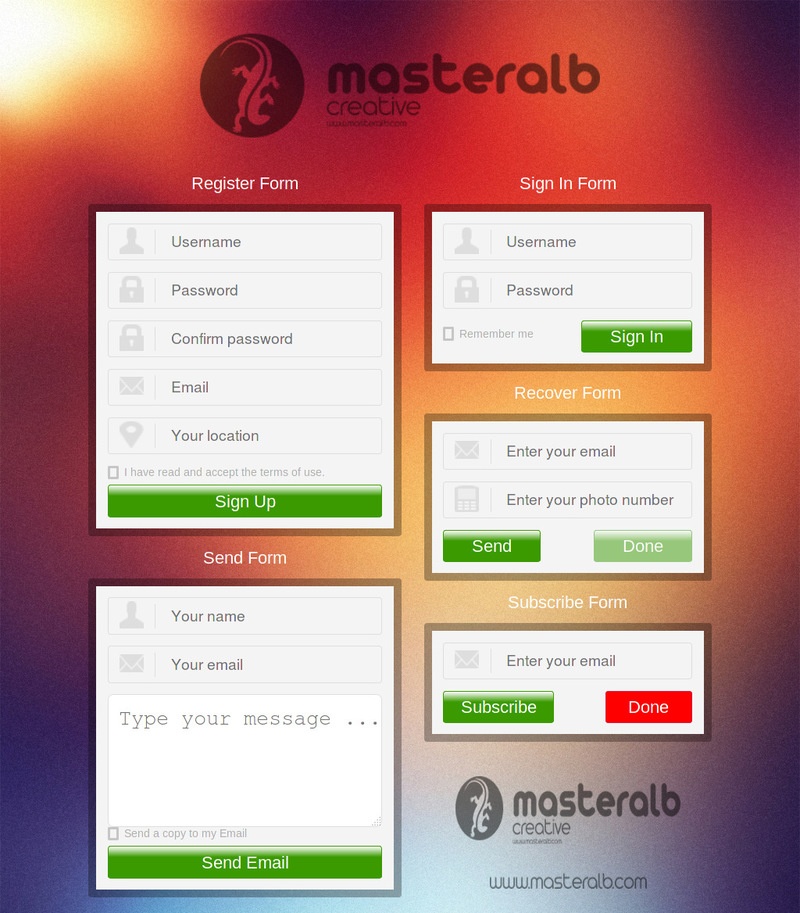 masteralb
creative
www.masteralb.com
Register Form
Username
Password
Confirm password
Email
Your location
I have read and accept the terms of use.
Sign Up
Send Form
Your name
Your email
Type your message ...
Send a copy to my Email
Send Email
Sign In Form
Username
Password
Remember me
Sign In
Recover Form
Enter your email
Enter your photo number
Send
Done
Subscribe Form
Enter your email
Subscribe
Done
masteralb
creative
www.masteralb.com
www.masteralb.com